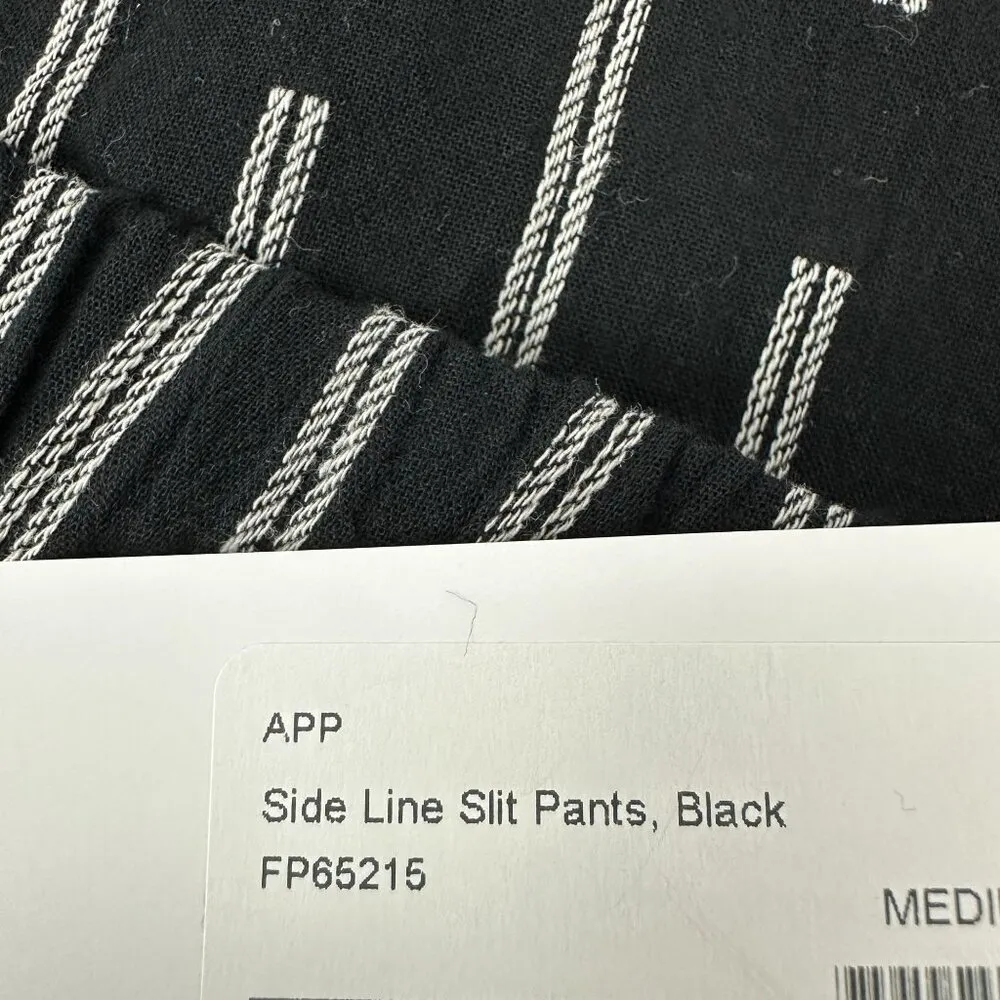 APP
Side Line Slit Pants, Black
FP65215